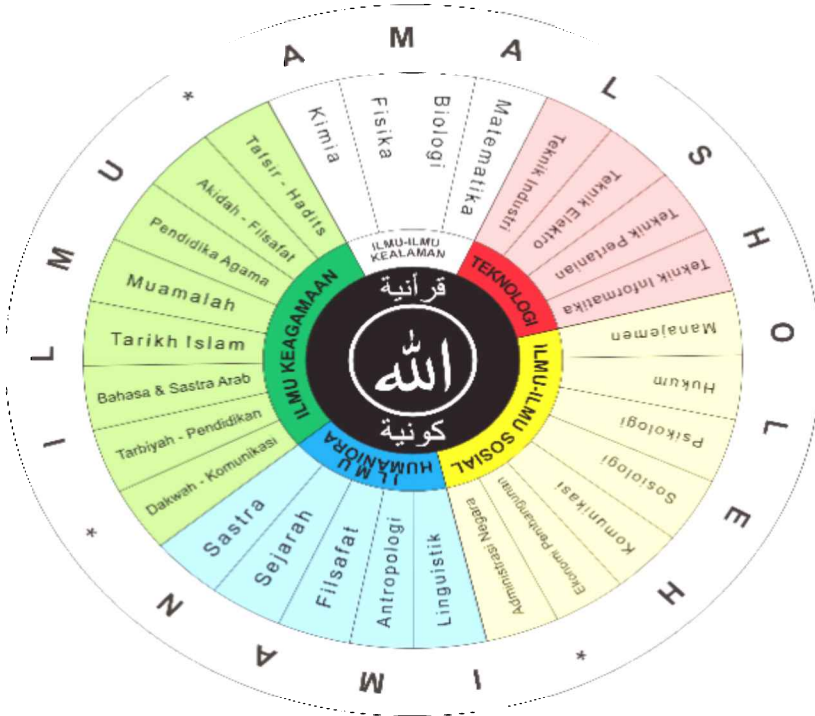 * AMAL SHOLEH
* IMAN
* ILMU
قرأنية
الله
كونية
ILMU-ILMU
KEALAMAN
Kimia
Fisika
Biologi
Matematika
TEKNOLOGI
Teknik Industri
Teknik Elektro
Teknik Pertanian
Teknik Informatika
ILMU-ILMU SOSIAL
Manajemen
Hukum
Psikologi
Sosiologi
Komunikasi
Ekonomi Pembangunan
Administrasi Negara
ILMU
HUMANIORA
Linguistik
Antropologi
Filsafat
Sejarah
Sastra
ILMU KEAGAMAAN
Dakwah - Komunikasi
Tarbiyah - Pendidikan
Bahasa & Sastra Arab
Tarikh Islam
Muamalah
Pendidika Agama
Akidah - Filsafat
Tafsir - Hadits